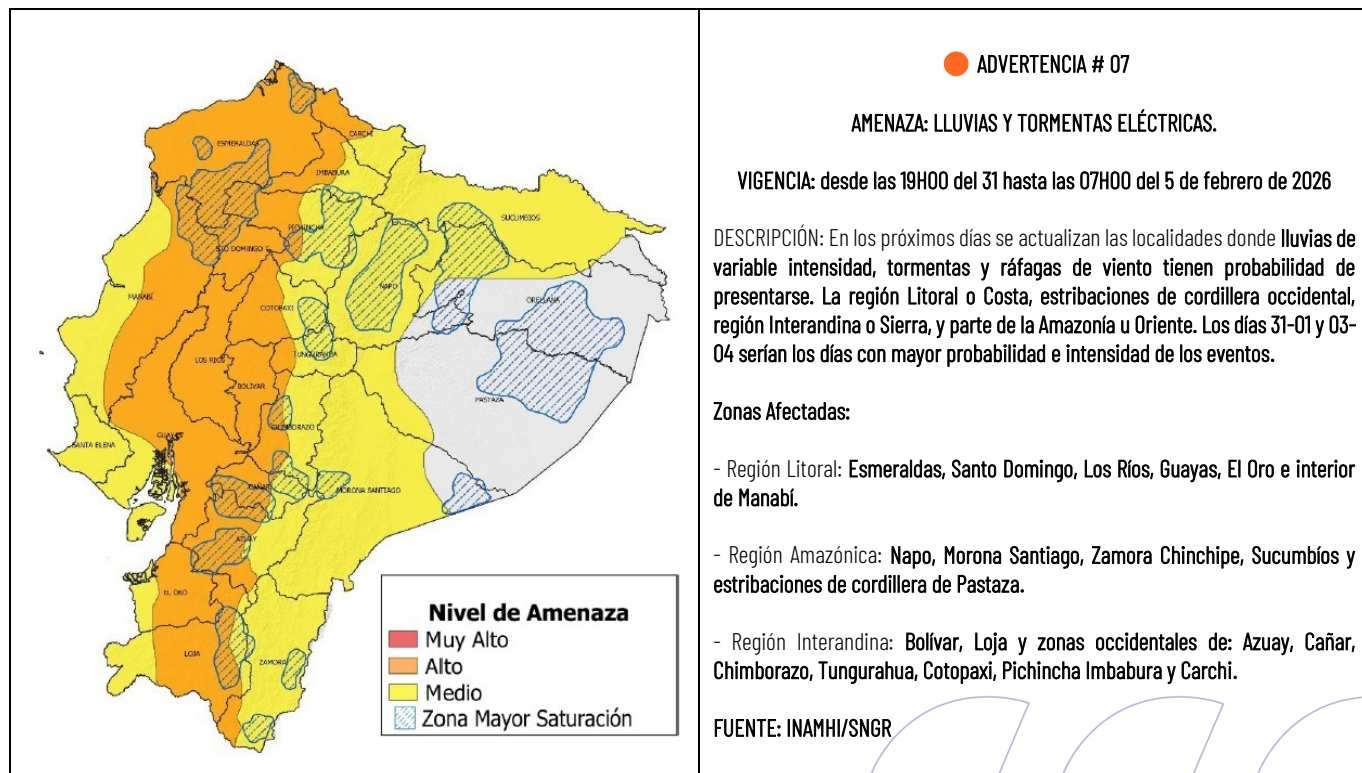 ESMERALDAS
CARCHI
IMBABURA
SUCUMBIOS
PICHINCHA
STO DOMINGO T.
MANABÍ
COTOPAXI
NAPO
ORELLANA
TUNGURAHUA
LOS RIOS
BOLIVAR
PASTAZA
CHIMBORAZO
GUAYAS
SANTA ELENA
CAÑAR
MORONA SANTIAGO
AZUAY
EL ORO
LOJA
ZAMORA
Nivel de Amenaza
Muy Alto
Alto
Medio
Zona Mayor Saturación
ADVERTENCIA # 07
AMENAZA: LLUVIAS Y TORMENTAS ELÉCTRICAS.
VIGENCIA: desde las 19H00 del 31 hasta las 07H00 del 5 de febrero de 2026
DESCRIPCIÓN: En los próximos días se actualizan las localidades donde lluvias de
variable intensidad, tormentas y ráfagas de viento tienen probabilidad de
presentarse. La región Litoral o Costa, estribaciones de cordillera occidental,
región Interandina o Sierra, y parte de la Amazonía u Oriente. Los días 31-01 y 03-
04 serían los días con mayor probabilidad e intensidad de los eventos.
Zonas Afectadas:
- Región Litoral: Esmeraldas, Santo Domingo, Los Ríos, Guayas, El Oro e interior
de Manabí.
- Región Amazónica: Napo, Morona Santiago, Zamora Chinchipe, Sucumbíos y
estribaciones de cordillera de Pastaza.
- Región Interandina: Bolívar, Loja y zonas occidentales de: Azuay, Cañar,
Chimborazo, Tungurahua, Cotopaxi, Pichincha Imbabura y Carchi.
FUENTE: INAMHI/SNGR